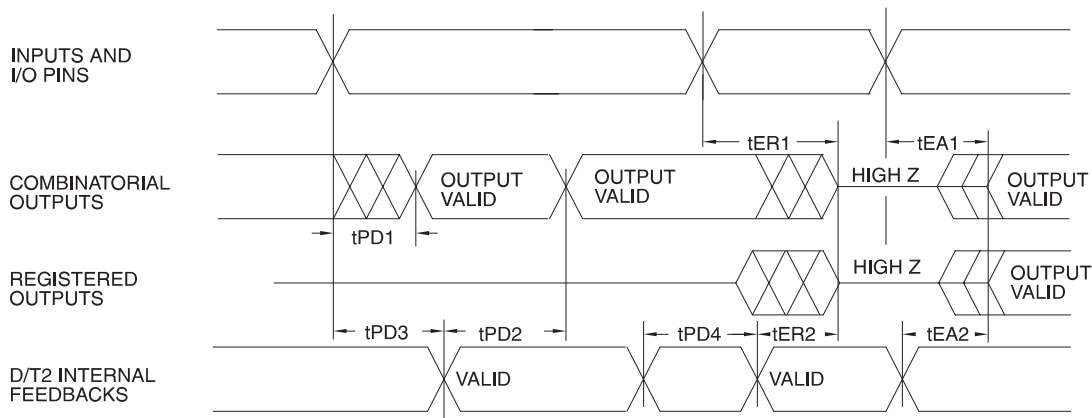 INPUTS AND
I/O PINS
tER1
tEA1
COMBINATORIAL
OUTPUTS
OUTPUT
VALID
OUTPUT
VALID
HIGH Z
OUTPUT
VALID
tPD1
REGISTERED
OUTPUTS
HIGH Z
OUTPUT
VALID
tPD3
tPD2
tPD4
tER2
tEA2
D/T2 INTERNAL
FEEDBACKS
VALID
VALID